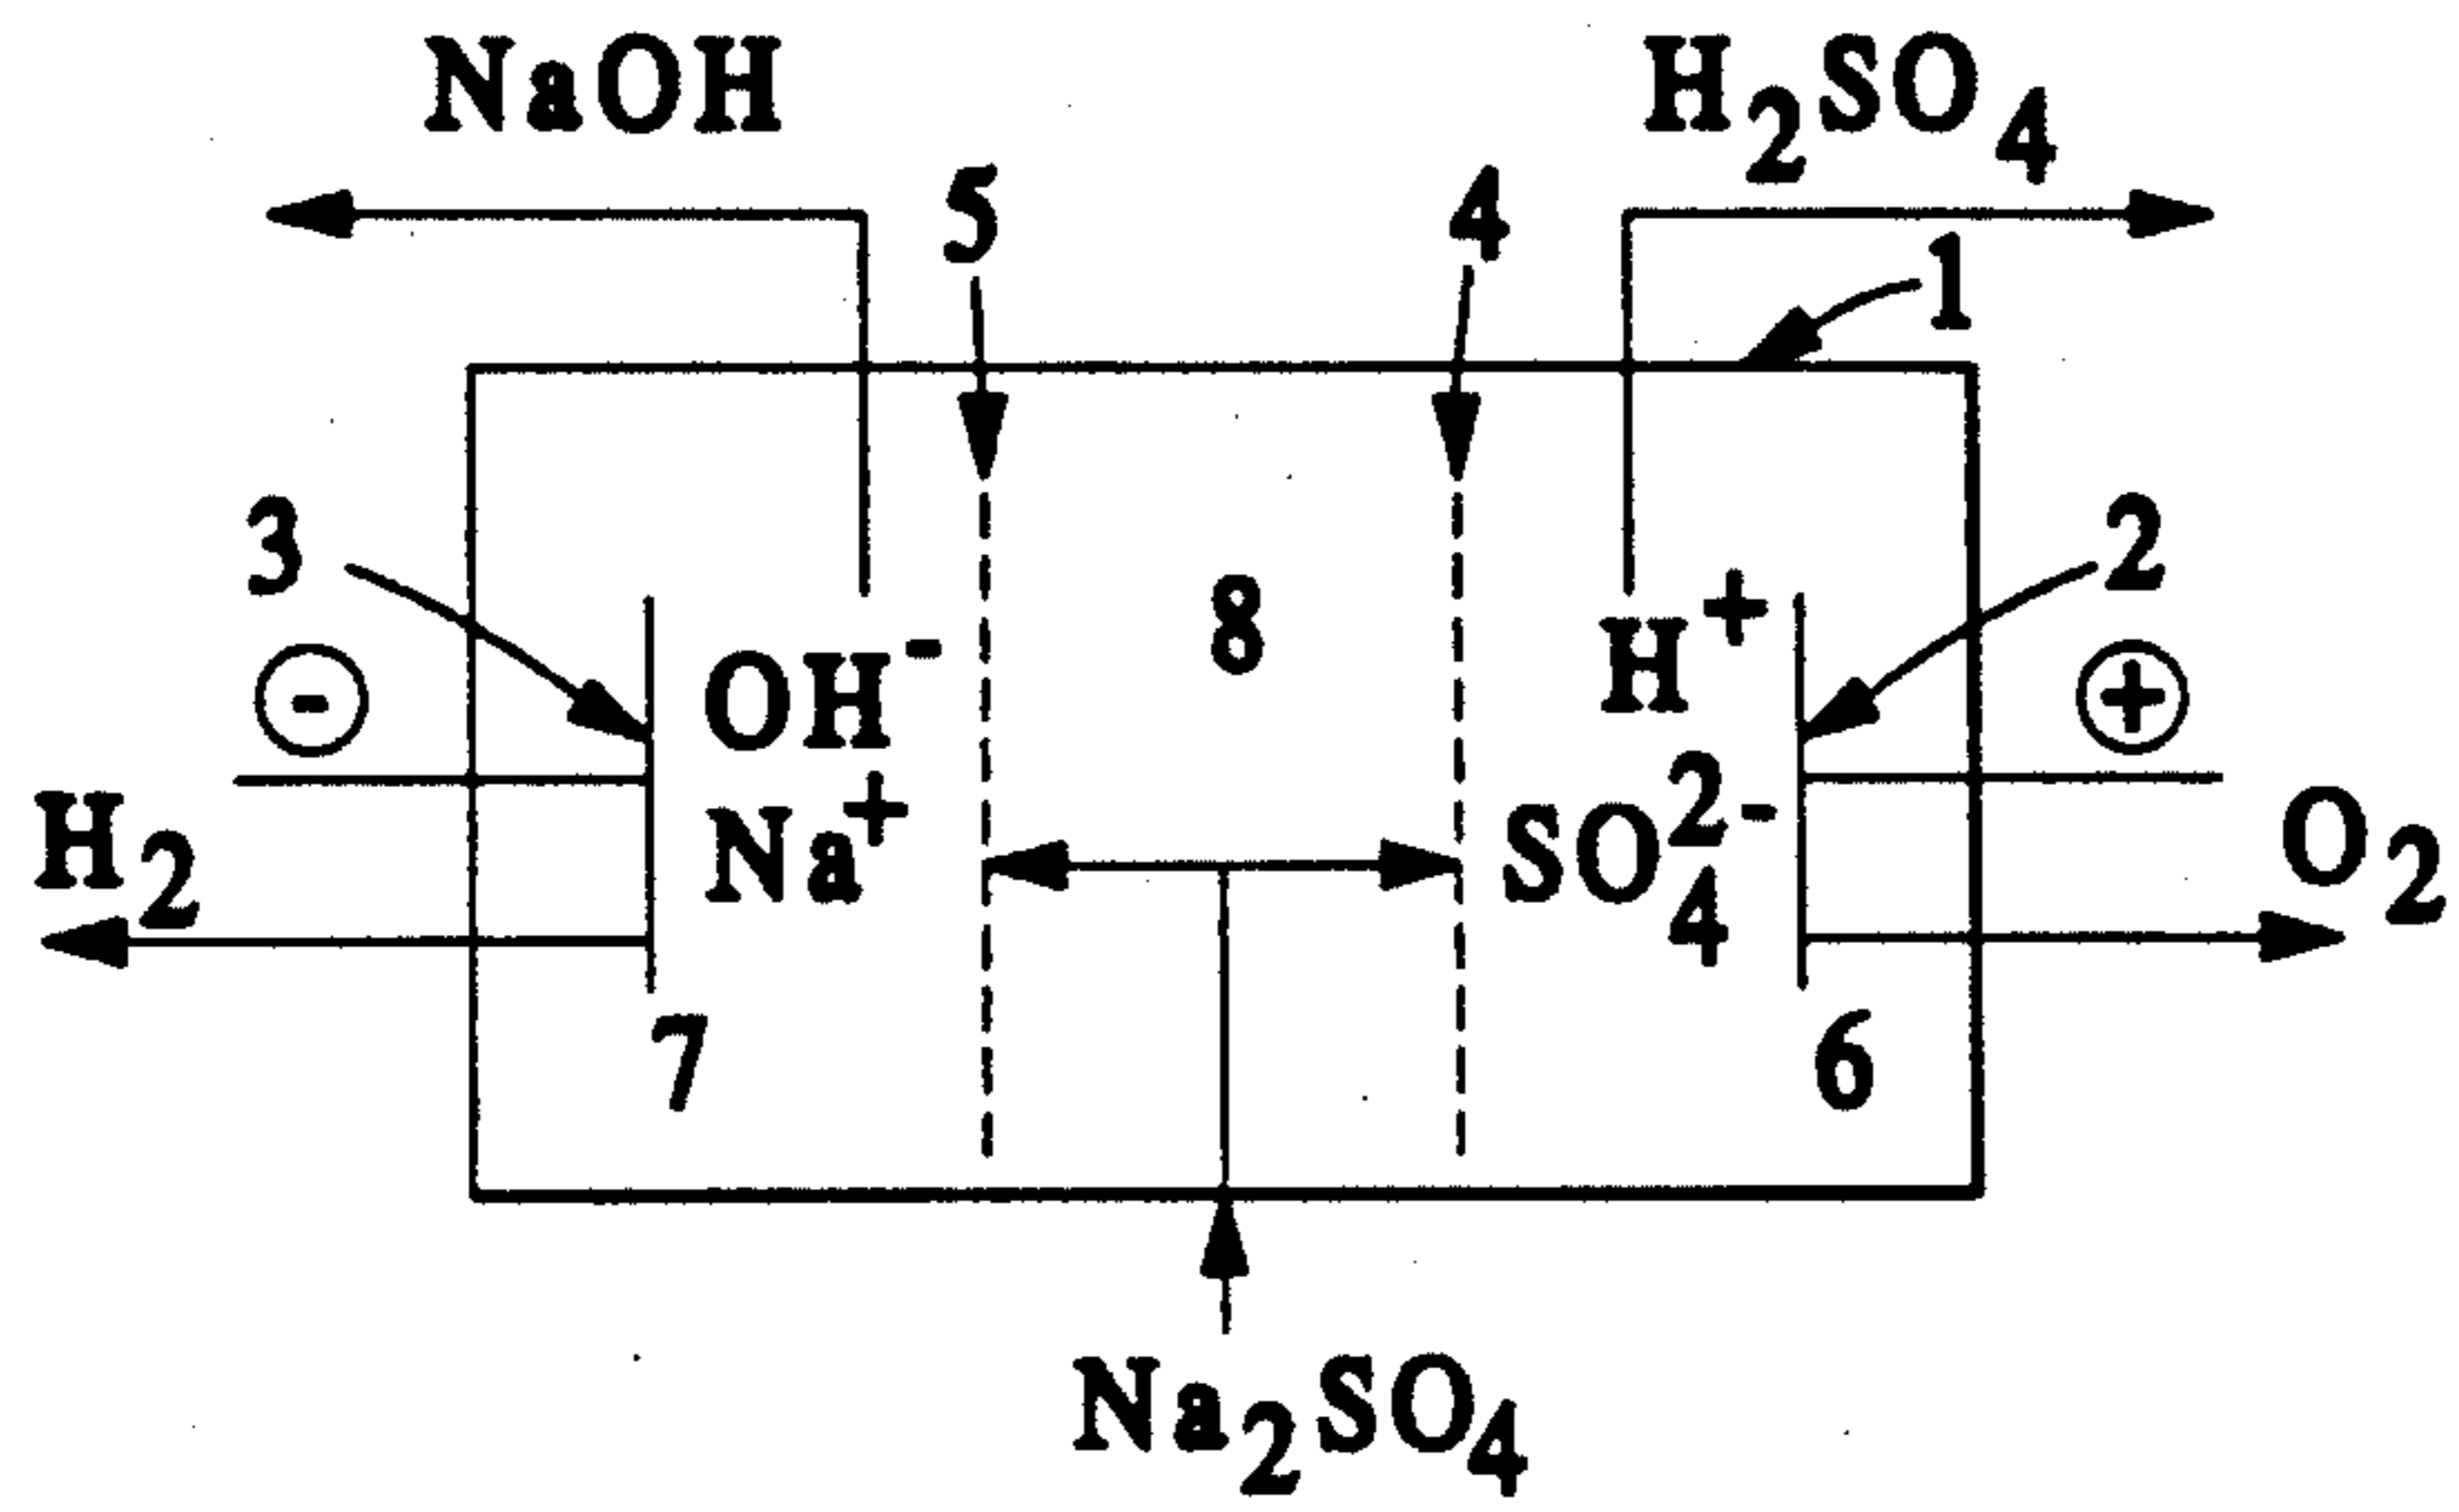 NaOH
H₂SO₄
5
4
1
3
2
8
⊖
OH⁻
H⁺
⊕
H₂
Na⁺
SO₄²⁻
O₂
7
6
Na₂SO₄